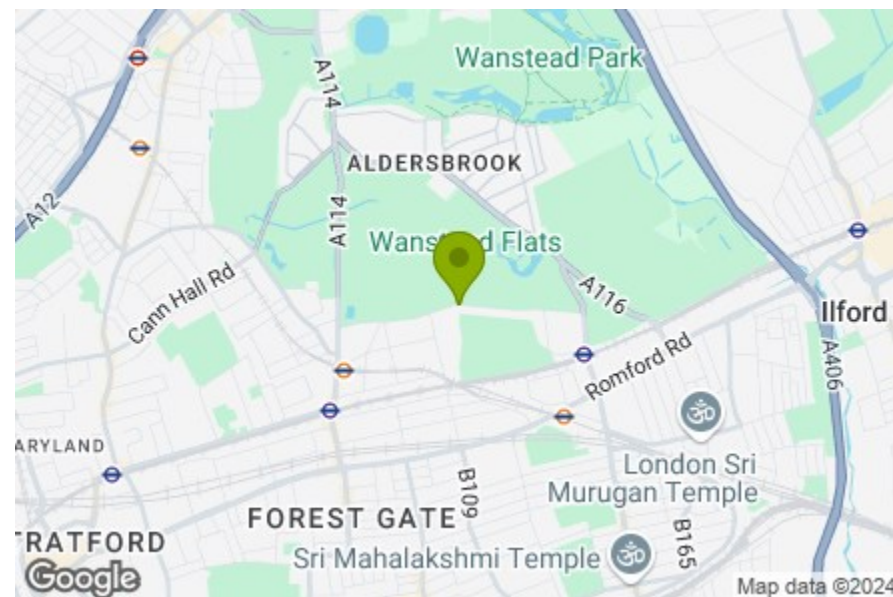 Wanstead Park
A114
ALDERSBROOK
A12
A114
Wanstead Flats
Cann Hall Rd
A116
Ilford
Romford Rd
A406
ARYLAND
London Sri
Murugan Temple
B109
FOREST GATE
B165
TRATFORD
Sri Mahalakshmi Temple
Google
Map data ©2024